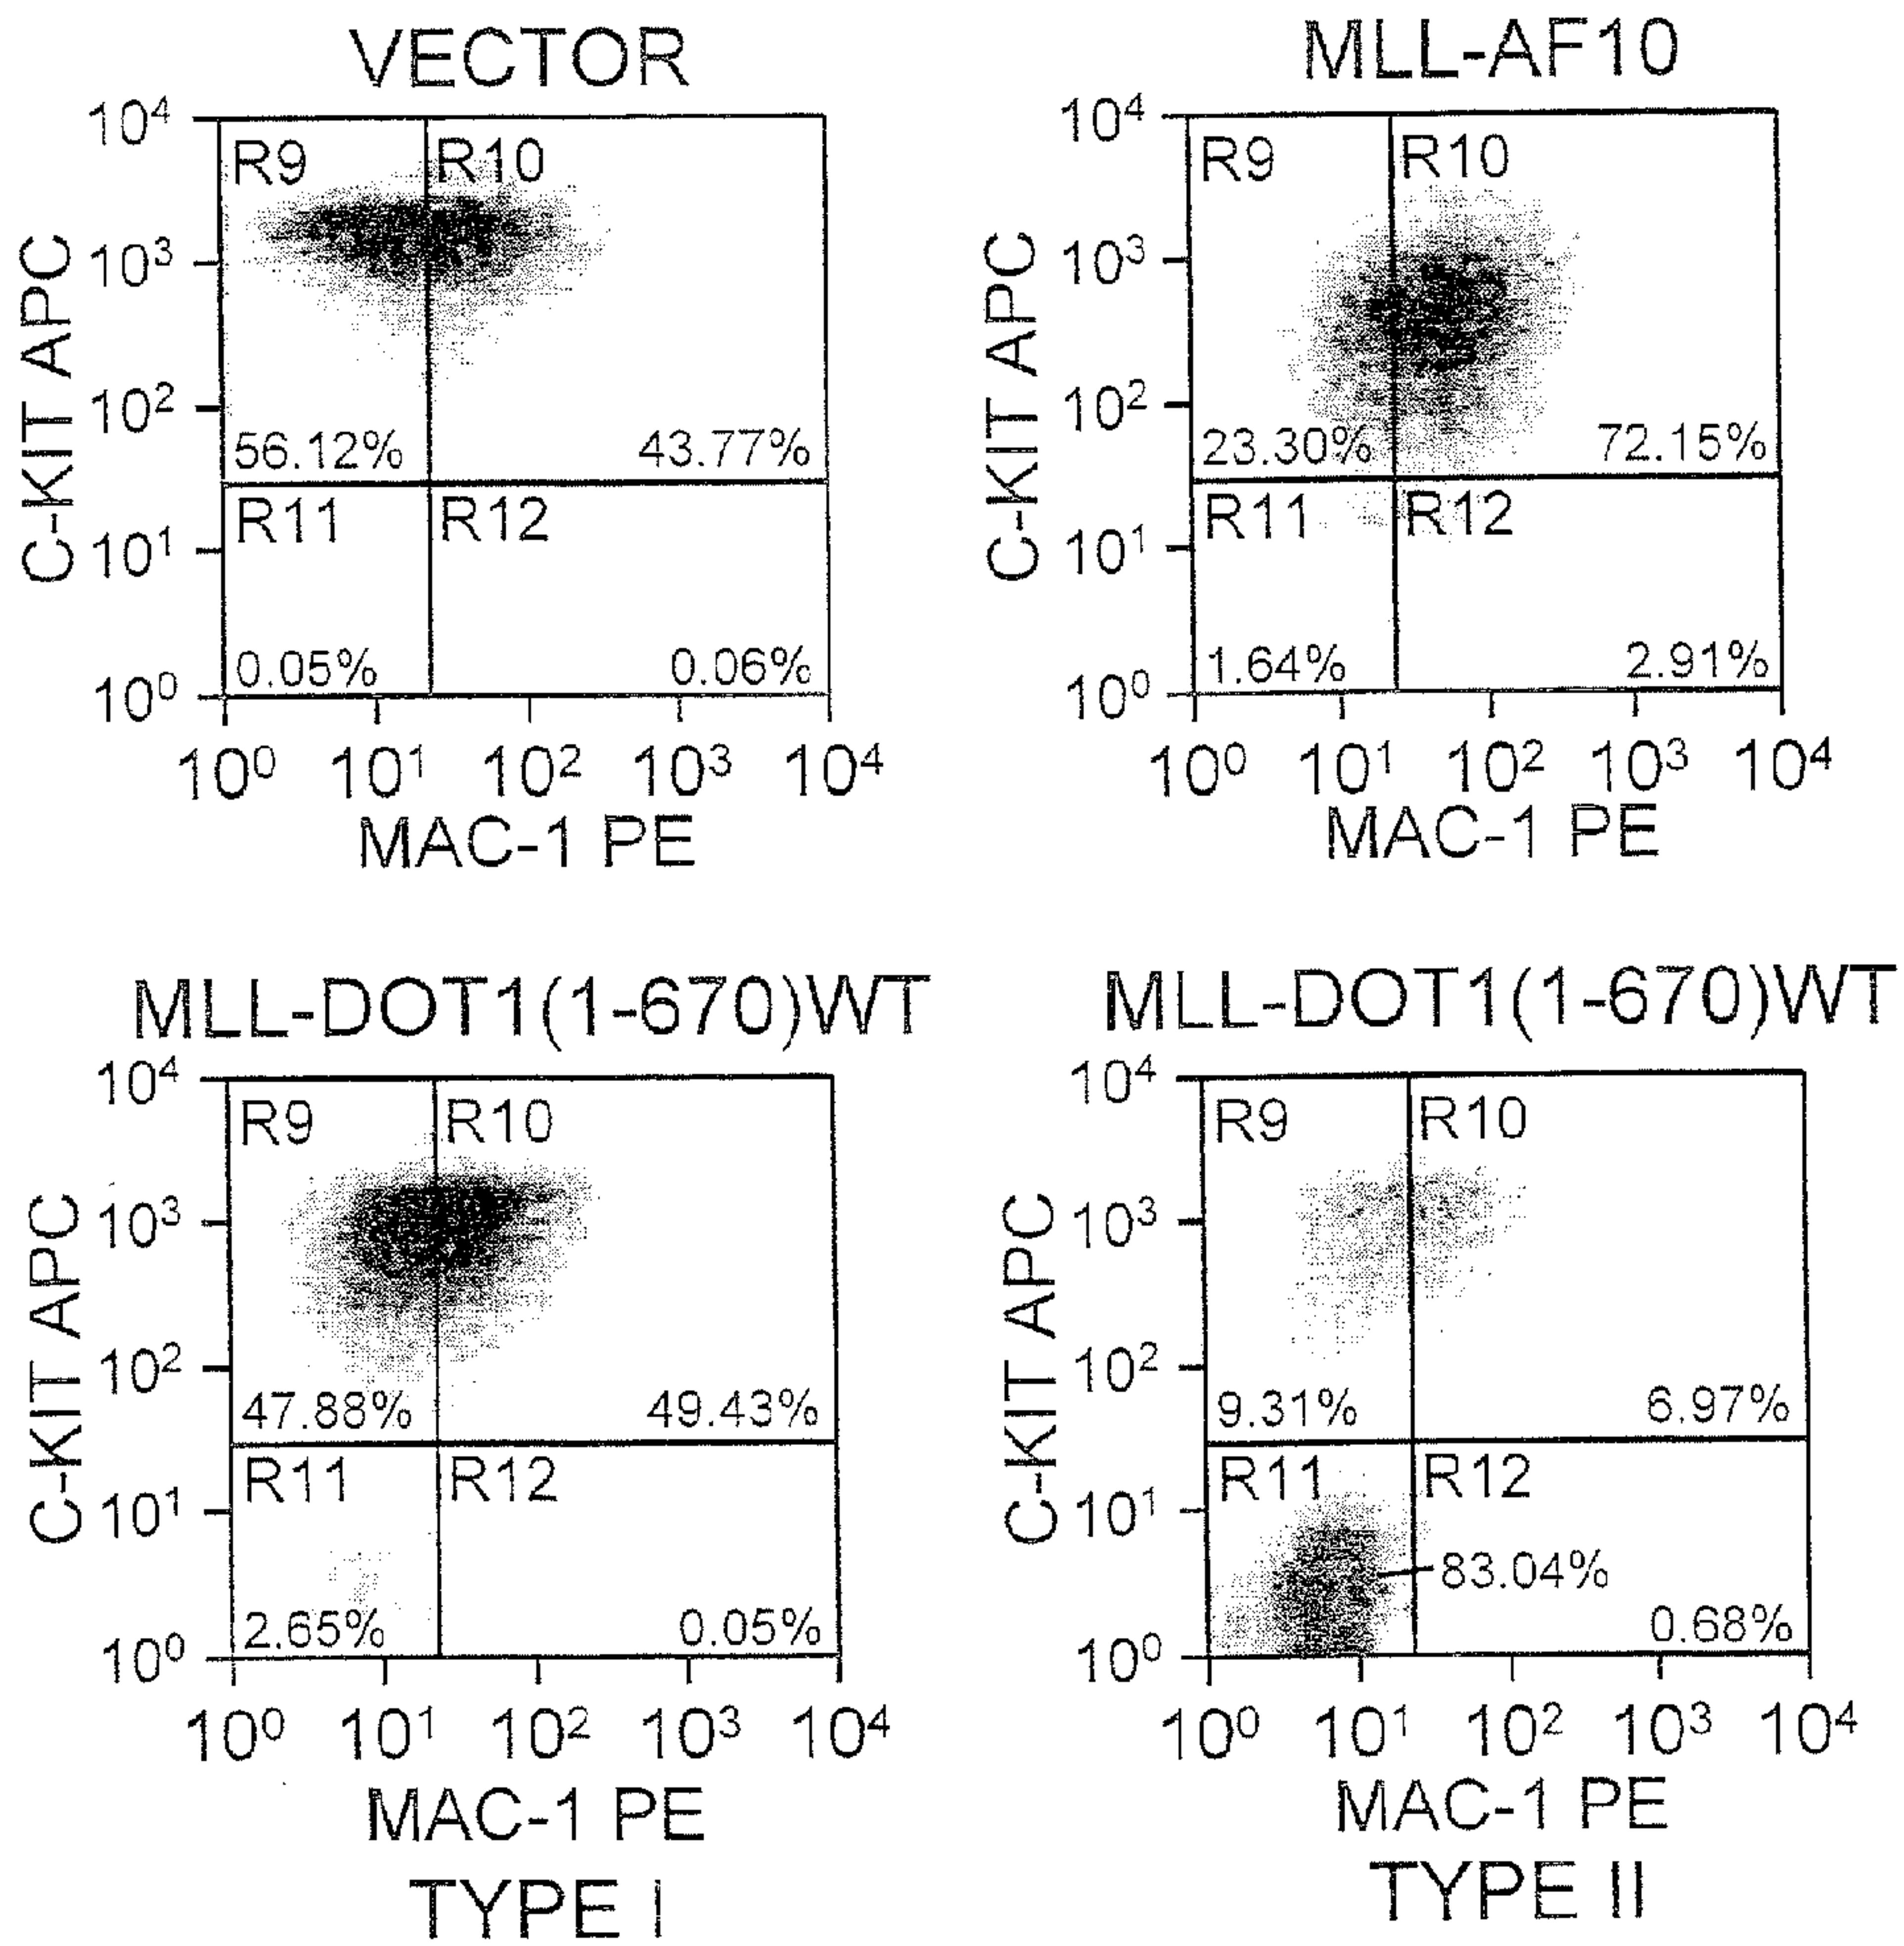 VECTOR
C-KIT APC
10⁴
10³
10²
10¹
10⁰
R9
R10
56.12%
43.77%
R11
R12
0.05%
0.06%
10⁰ 10¹ 10² 10³ 10⁴
MAC-1 PE
MLL-AF10
C-KIT APC
10⁴
10³
10²
10¹
10⁰
R9
R10
23.30%
72.15%
R11
R12
1.64%
2.91%
10⁰ 10¹ 10² 10³ 10⁴
MAC-1 PE
MLL-DOT1(1-670)WT
C-KIT APC
10⁴
10³
10²
10¹
10⁰
R9
R10
47.88%
49.43%
R11
R12
2.65%
0.05%
10⁰ 10¹ 10² 10³ 10⁴
MAC-1 PE
TYPE I
MLL-DOT1(1-670)WT
C-KIT APC
10⁴
10³
10²
10¹
10⁰
R9
R10
9.31%
6.97%
R11
R12
83.04%
0.68%
10⁰ 10¹ 10² 10³ 10⁴
MAC-1 PE
TYPE II